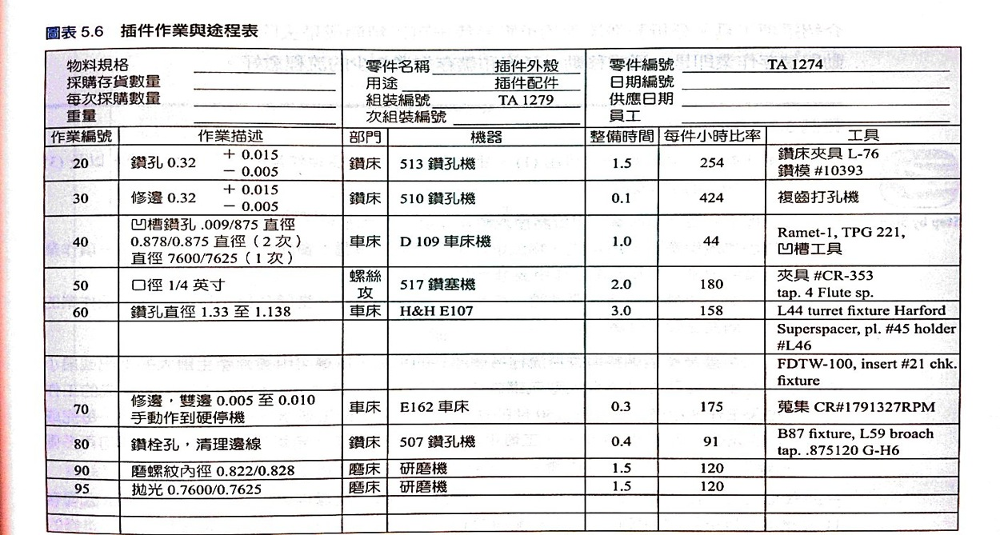 圖表 5.6 插件作業與途程表
物料規格
採購存貨數量
每次採購數量
重量
零件名稱 插件外殼
用途 插件配件
組裝編號 TA 1279
次組裝編號
零件編號 TA 1274
日期編號
供應日期
員工
作業編號 作業描述 部門 機器 整備時間 每件小時比率 工具
20 鑽孔 0.32 + 0.015 − 0.005 鑽床 513 鑽孔機 1.5 254 鑽床夾具 L-76
鑽模 #10393
30 修邊 0.32 + 0.015 − 0.005 鑽床 510 鑽孔機 0.1 424 複齒打孔機
40 凹槽鑽孔 .009/875 直徑
0.878/0.875 直徑（2 次）
直徑 7600/7625（1 次） 車床 D 109 車床機 1.0 44 Ramet-1, TPG 221,
凹槽工具
50 口徑 1/4 英寸 螺絲攻 517 鑽塞機 2.0 180 夾具 #CR-353
tap. 4 Flute sp.
60 鑽孔直徑 1.33 至 1.138 車床 H&H E107 3.0 158 L44 turret fixture Harford
Superspacer, pl. #45 holder
#L46
FDTW-100, insert #21 chk.
fixture
70 修邊，雙邊 0.005 至 0.010
手動作到硬停機 車床 E162 車床 0.3 175 蒐集 CR#1791327RPM
80 鑽栓孔，清理邊線 鑽床 507 鑽孔機 0.4 91 B87 fixture, L59 broach
tap. .875120 G-H6
90 磨螺紋內徑 0.822/0.828 磨床 研磨機 1.5 120
95 拋光 0.7600/0.7625 磨床 研磨機 1.5 120
Step by